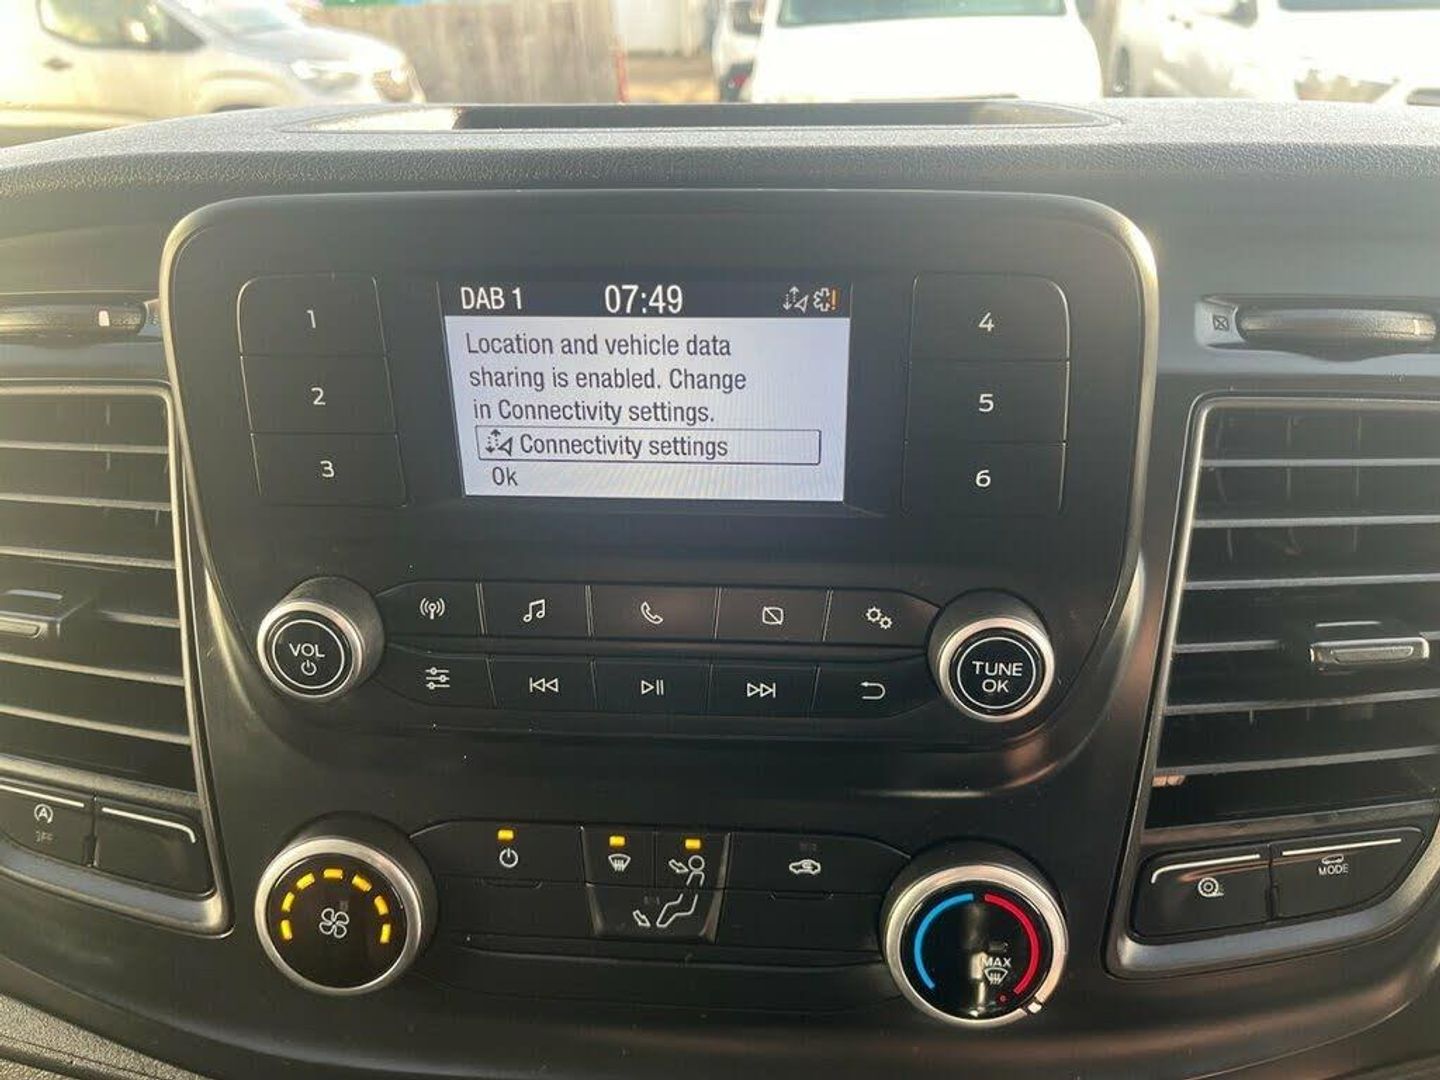 DAB 1 07:49
Location and vehicle data
sharing is enabled. Change
in Connectivity settings.
Connectivity settings
Ok
1
2
3
4
5
6
VOL
TUNE
OK
A
OFF
MAX
MODE